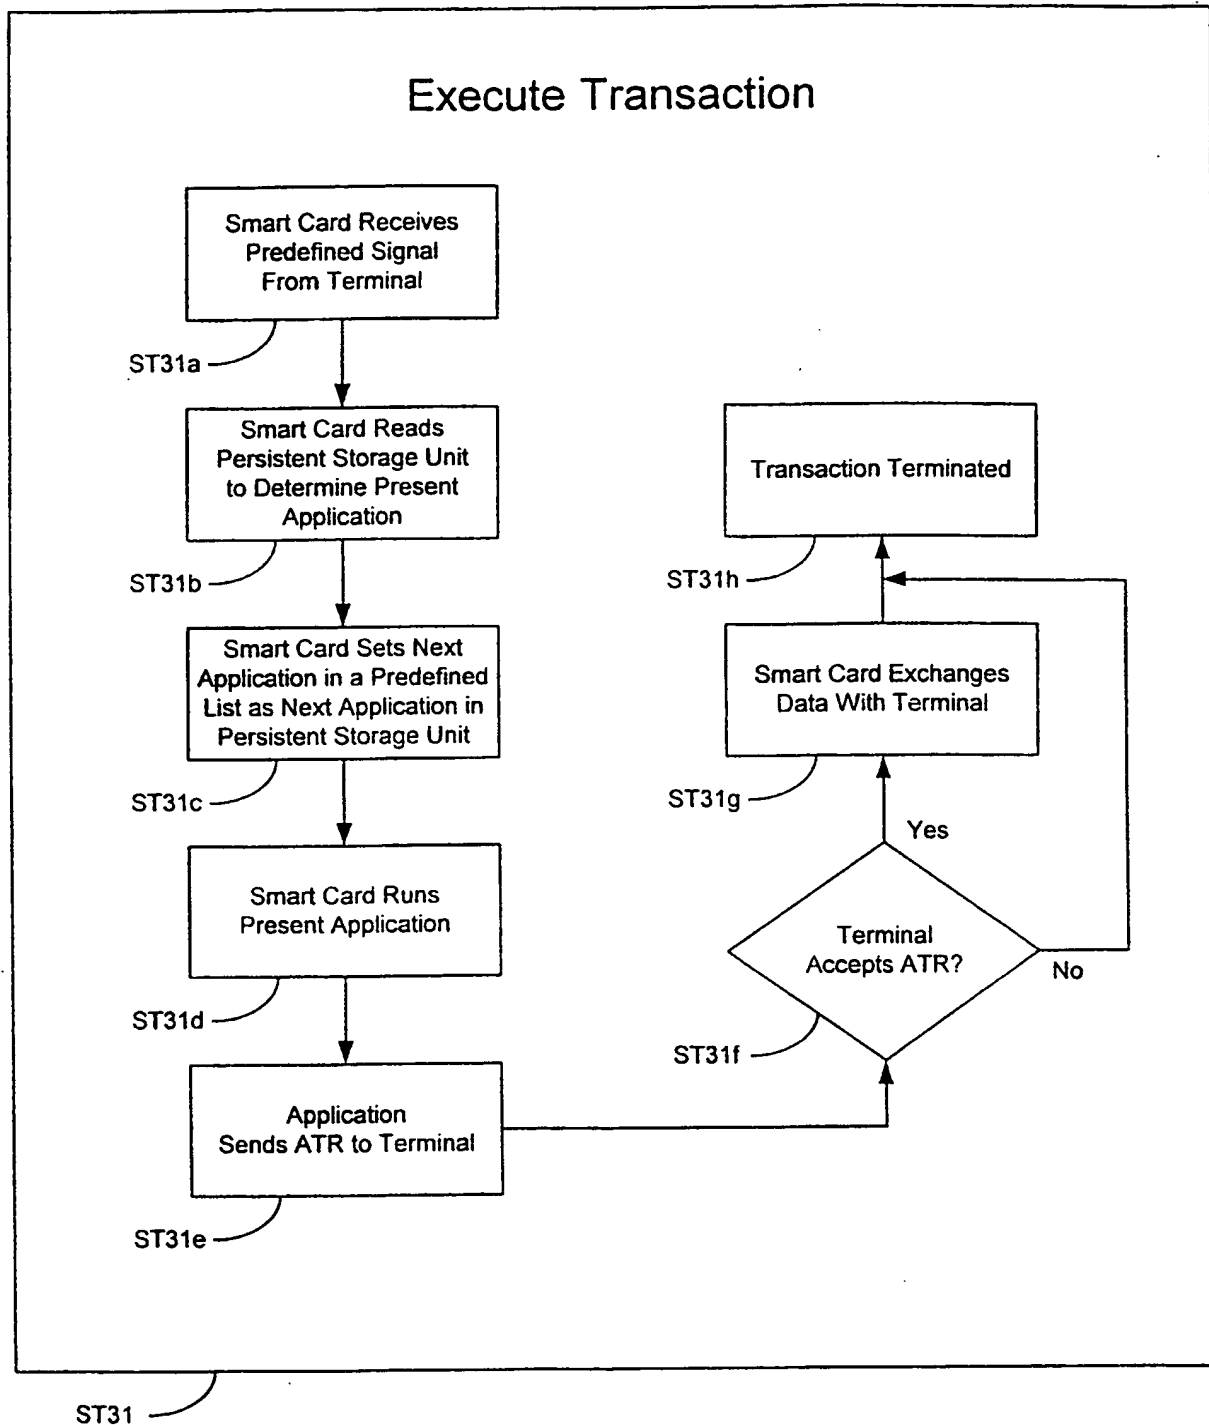 Execute Transaction
Smart Card Receives
Predefined Signal
From Terminal
ST31a
Smart Card Reads
Persistent Storage Unit
to Determine Present
Application
ST31b
Smart Card Sets Next
Application in a Predefined
List as Next Application in
Persistent Storage Unit
ST31c
Smart Card Runs
Present Application
ST31d
Application
Sends ATR to Terminal
ST31e
Transaction Terminated
ST31h
Smart Card Exchanges
Data With Terminal
ST31g
Yes
Terminal
Accepts ATR?
No
ST31f
ST31